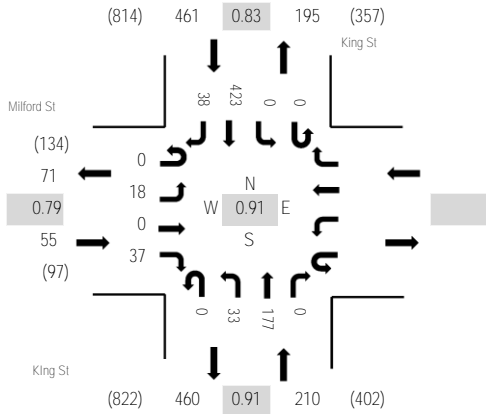 (814) 461 0.83 195 (357)
King St
38 423 0 0
Milford St
(134)
71
0
0.79
18
N
W 0.91 E
0
S
55
37
(97)
0 33 177 0
KIng St
(822) 460 0.91 210 (402)